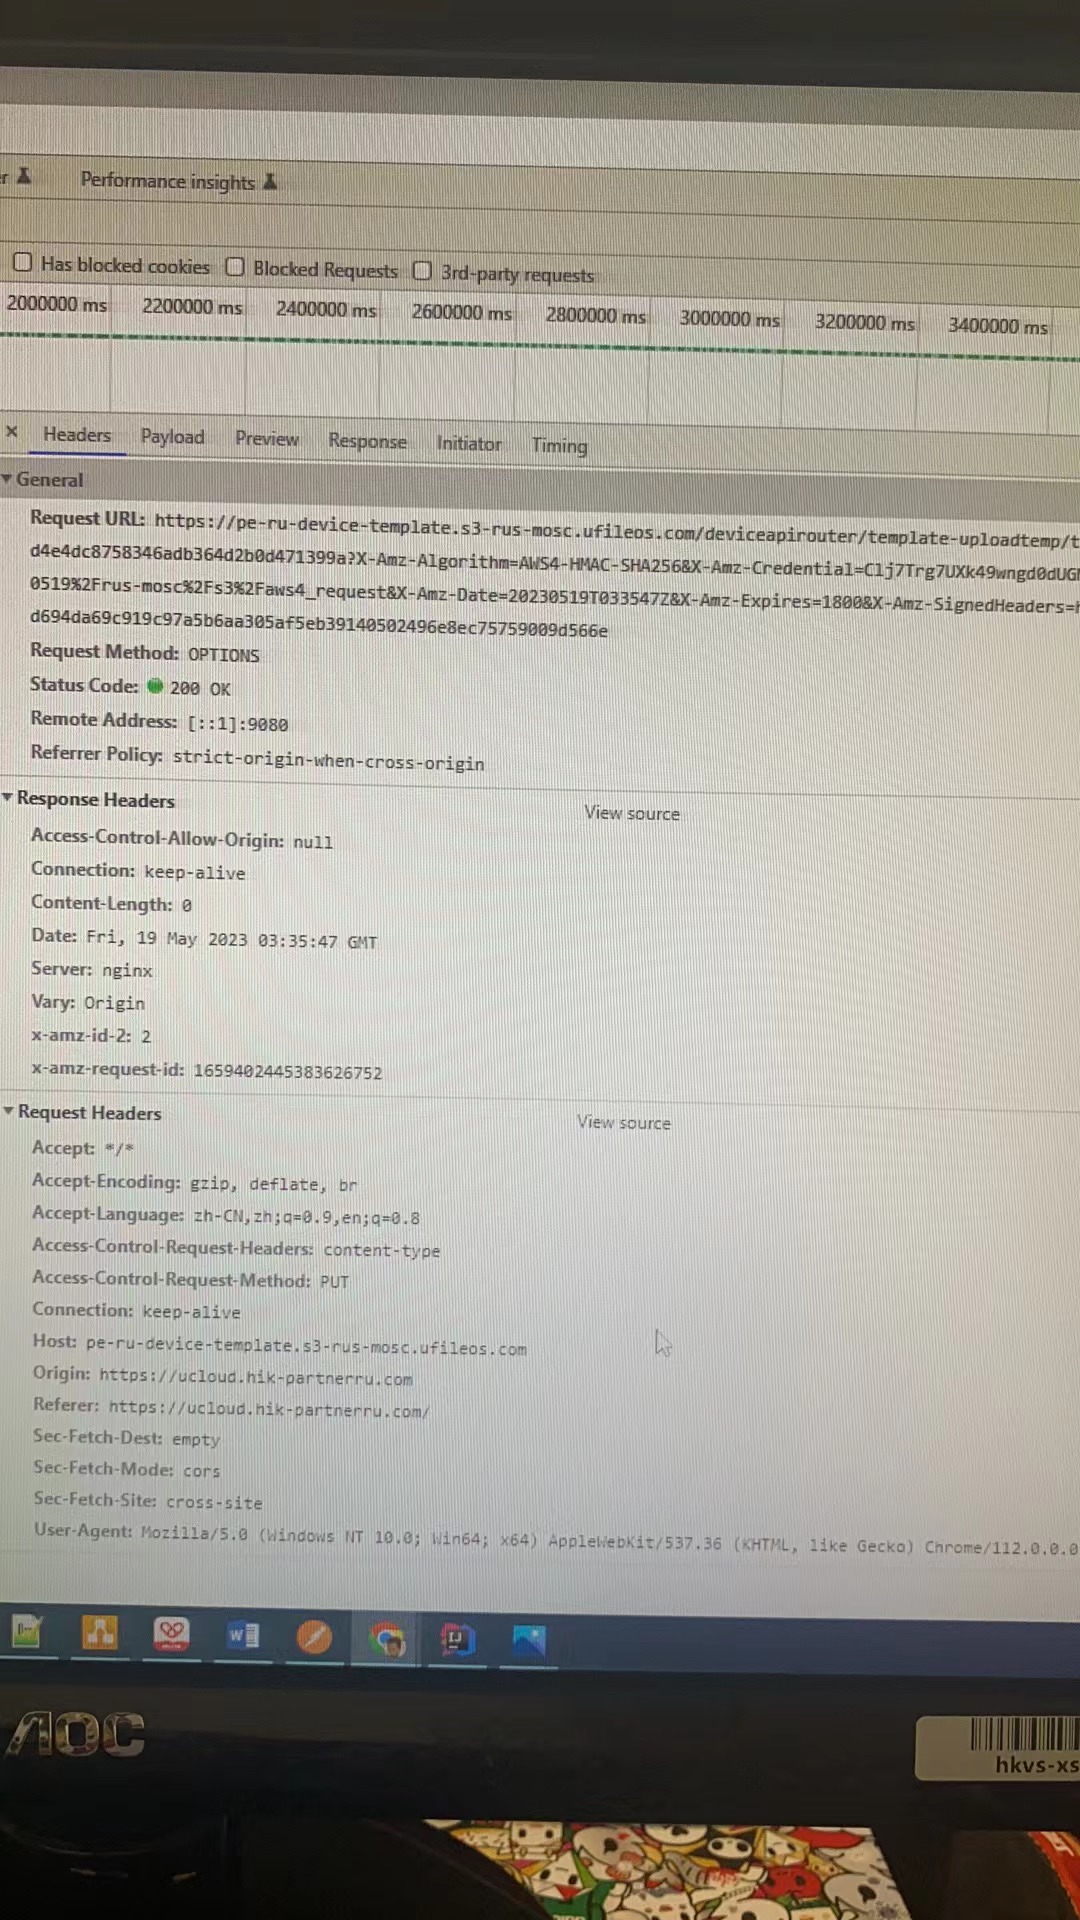 Performance insights
Has blocked cookies Blocked Requests 3rd-party requests
2000000 ms 2200000 ms 2400000 ms 2600000 ms 2800000 ms 3000000 ms 3200000 ms 3400000 ms
× Headers Payload Preview Response Initiator Timing
General
Request URL: https://pe-ru-device-template.s3-rus-mosc.ufileos.com/deviceapirouter/template-uploadtemp/t
d4e4dc8758346adb364d2b0d471399a?X-Amz-Algorithm=AWS4-HMAC-SHA256&X-Amz-Credential=Clj7Trg7UXk49wngd0dUG
0519%2Frus-mosc%2Fs3%2Faws4_request&X-Amz-Date=20230519T033547Z&X-Amz-Expires=1800&X-Amz-SignedHeaders=h
d694da69c919c97a5b6aa305af5eb39140502496e8ec75759009d566e
Request Method: OPTIONS
Status Code: 200 OK
Remote Address: [::1]:9080
Referrer Policy: strict-origin-when-cross-origin
Response Headers View source
Access-Control-Allow-Origin: null
Connection: keep-alive
Content-Length: 0
Date: Fri, 19 May 2023 03:35:47 GMT
Server: nginx
Vary: Origin
x-amz-id-2: 2
x-amz-request-id: 1659402445383626752
Request Headers View source
Accept: */*
Accept-Encoding: gzip, deflate, br
Accept-Language: zh-CN,zh;q=0.9,en;q=0.8
Access-Control-Request-Headers: content-type
Access-Control-Request-Method: PUT
Connection: keep-alive
Host: pe-ru-device-template.s3-rus-mosc.ufileos.com
Origin: https://ucloud.hik-partnerru.com
Referer: https://ucloud.hik-partnerru.com/
Sec-Fetch-Dest: empty
Sec-Fetch-Mode: cors
Sec-Fetch-Site: cross-site
User-Agent: Mozilla/5.0 (Windows NT 10.0; Win64; x64) AppleWebKit/537.36 (KHTML, like Gecko) Chrome/112.0.0.0
AOC
hkvs-xs